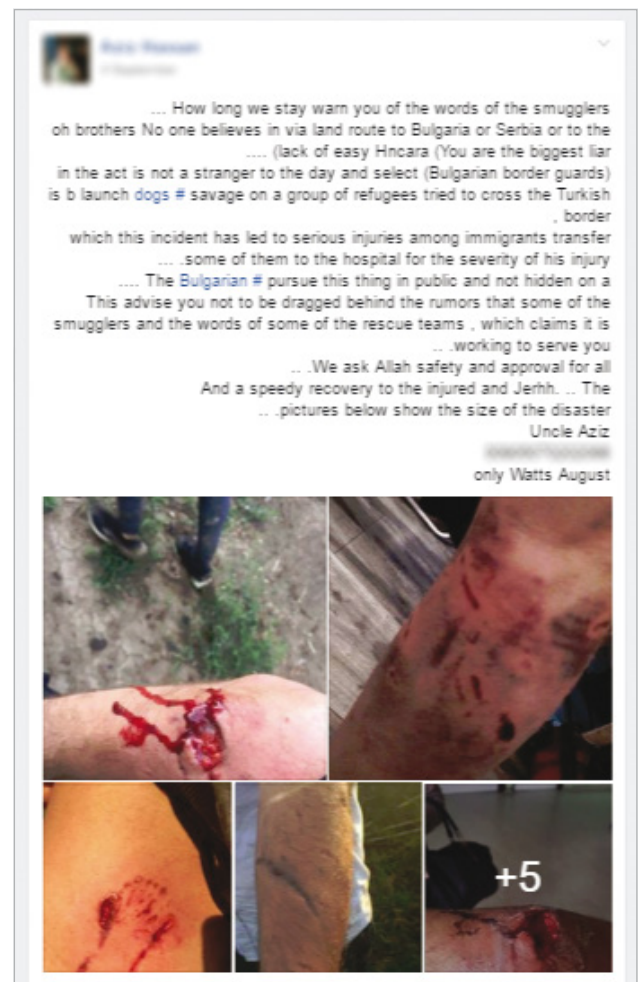 ... How long we stay warn you of the words of the smugglers
oh brothers No one believes in via land route to Bulgaria or Serbia or to the
.... (lack of easy Hncara (You are the biggest liar
in the act is not a stranger to the day and select (Bulgarian border guards)
is b launch dogs # savage on a group of refugees tried to cross the Turkish
, border
which this incident has led to serious injuries among immigrants transfer
... .some of them to the hospital for the severity of his injury
.... The Bulgarian # pursue this thing in public and not hidden on a
This advise you not to be dragged behind the rumors that some of the
smugglers and the words of some of the rescue teams , which claims it is
.. .working to serve you
.. .We ask Allah safety and approval for all
And a speedy recovery to the injured and Jerhh. .. The
.. .pictures below show the size of the disaster
Uncle Aziz
only Watts August
+5